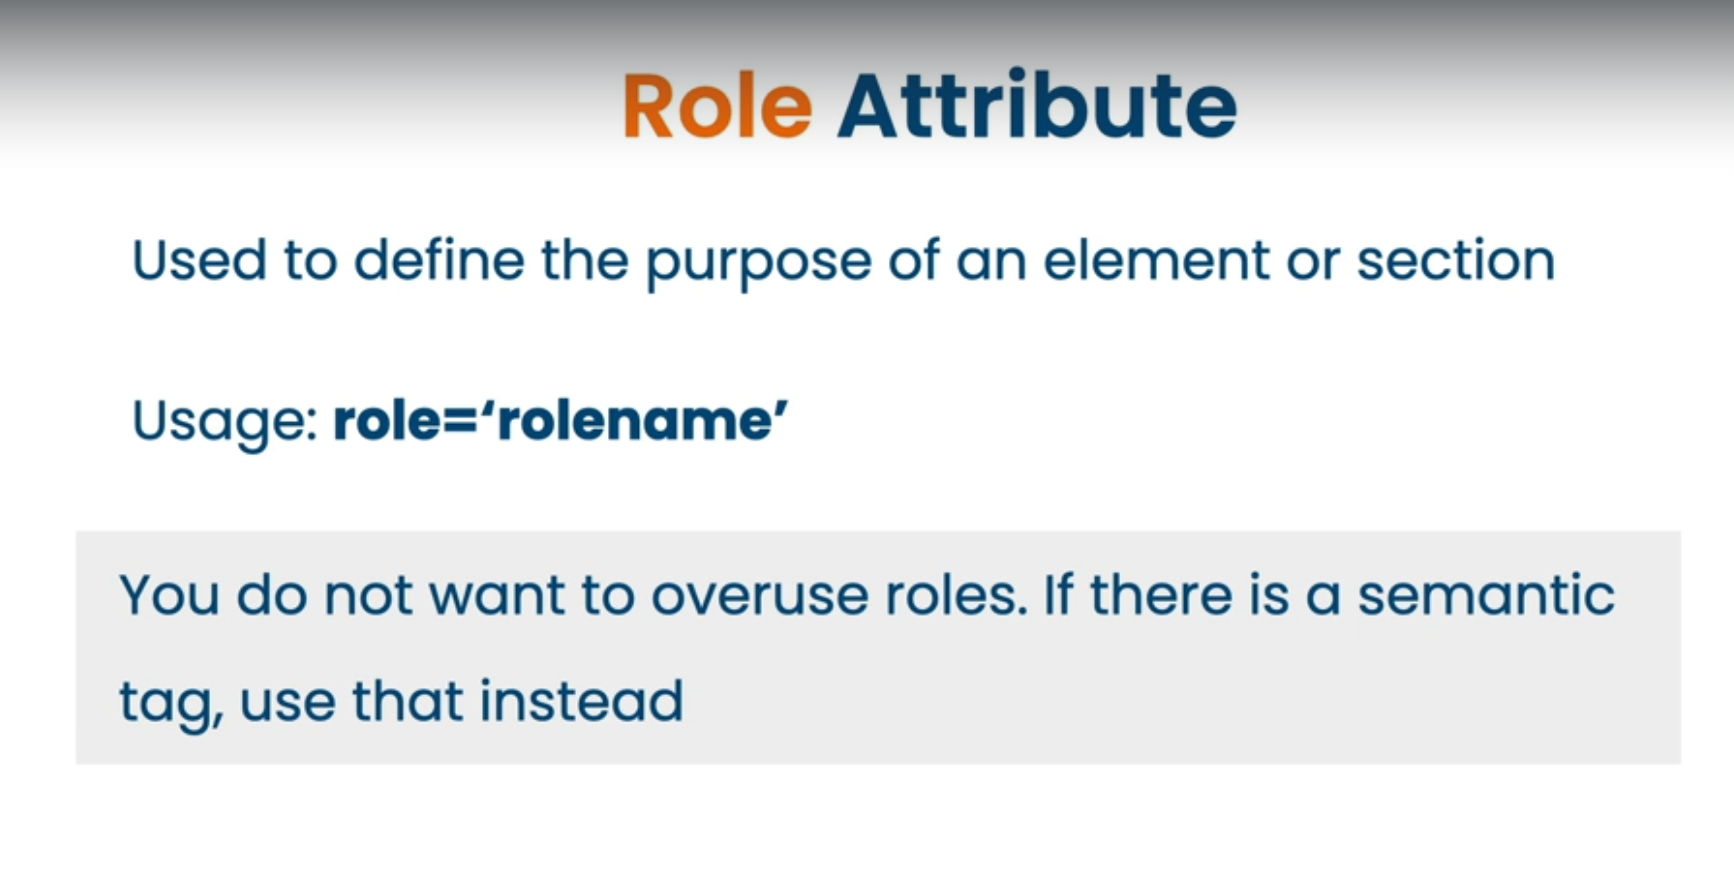 Role Attribute
Used to define the purpose of an element or section
Usage: role=‘rolename’
You do not want to overuse roles. If there is a semantic
tag, use that instead